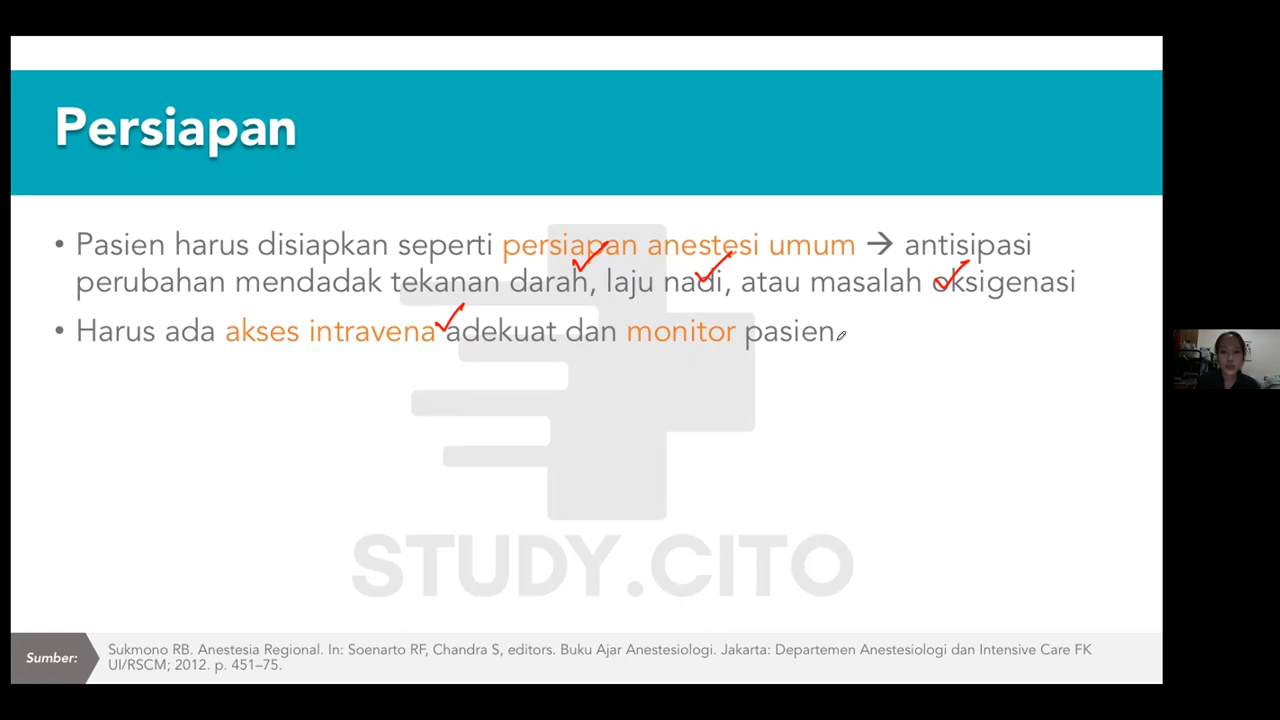 Persiapan
• Pasien harus disiapkan seperti persiapan anestesi umum → antisipasi
perubahan mendadak tekanan darah, laju nadi, atau masalah oksigenasi
• Harus ada akses intravena adekuat dan monitor pasien
STUDY.CITO
Sumber:
Sukmono RB. Anestesia Regional. In: Soenarto RF, Chandra S, editors. Buku Ajar Anestesiologi. Jakarta: Departemen Anestesiologi dan Intensive Care FK
UI/RSCM; 2012. p. 451–75.